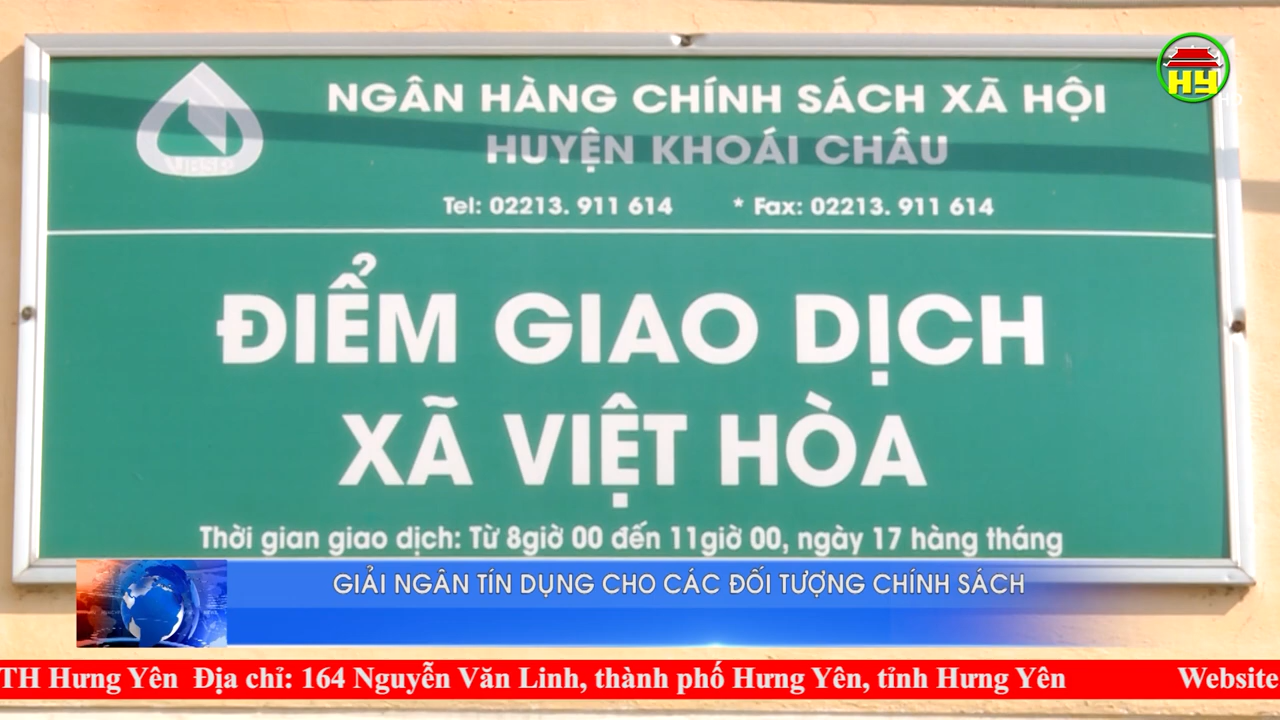 HY
NGÂN HÀNG CHÍNH SÁCH XÃ HỘI
VBSP
HUYỆN KHOÁI CHÂU
Tel: 02213. 911 614 * Fax: 02213. 911 614
ĐIỂM GIAO DỊCH
XÃ VIỆT HÒA
Thời gian giao dịch: Từ 8giờ 00 đến 11giờ 00, ngày 17 hàng tháng
GIẢI NGÂN TÍN DỤNG CHO CÁC ĐỐI TƯỢNG CHÍNH SÁCH
TH Hưng Yên Địa chỉ: 164 Nguyễn Văn Linh, thành phố Hưng Yên, tỉnh Hưng Yên Website